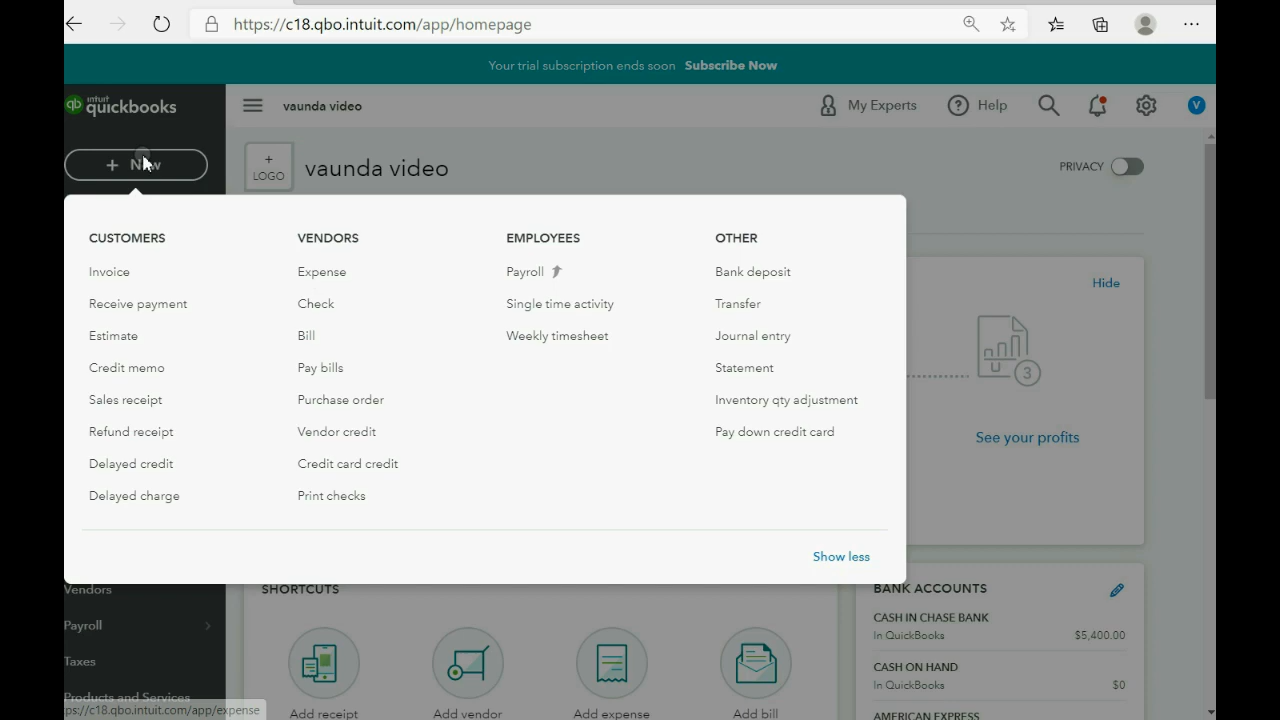 https://c18.qbo.intuit.com/app/homepage
Your trial subscription ends soon Subscribe Now
intuit quickbooks
vaunda video
My Experts
Help
V
+ New
+ LOGO
vaunda video
PRIVACY
CUSTOMERS
Invoice
Receive payment
Estimate
Credit memo
Sales receipt
Refund receipt
Delayed credit
Delayed charge
VENDORS
Expense
Check
Bill
Pay bills
Purchase order
Vendor credit
Credit card credit
Print checks
EMPLOYEES
Payroll
Single time activity
Weekly timesheet
OTHER
Bank deposit
Transfer
Journal entry
Statement
Inventory qty adjustment
Pay down credit card
Show less
Hide
3
See your profits
Vendors
Payroll
Taxes
Products and Services
ps://c18.qbo.intuit.com/app/expense
SHORTCUTS
Add receipt
Add vendor
Add expense
Add bill
BANK ACCOUNTS
CASH IN CHASE BANK
In QuickBooks $5,400.00
CASH ON HAND
In QuickBooks $0
AMERICAN EXPRESS